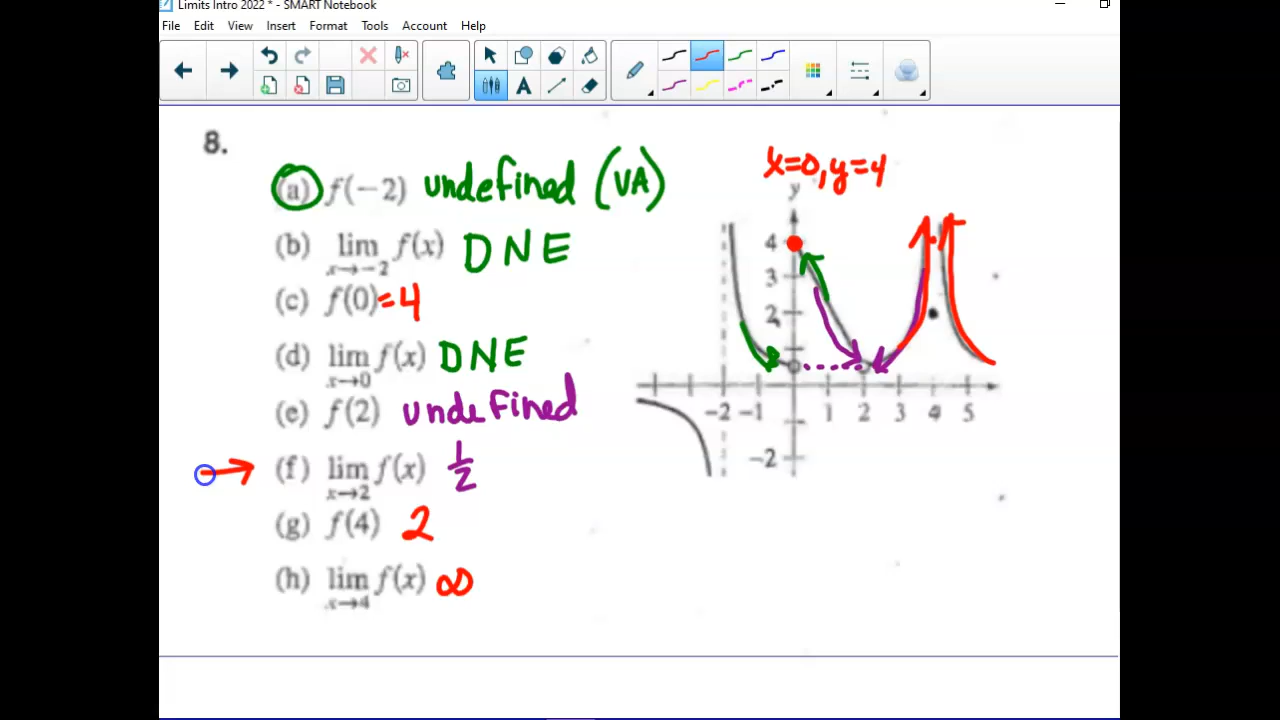 Limits Intro 2022 * - SMART Notebook
File Edit View Insert Format Tools Account Help
8.
(a) f(−2) undefined (VA)
(b) lim x→−2 f(x) DNE
(c) f(0) =4
(d) lim x→0 f(x) DNE
(e) f(2) undefined
(f) lim x→2 f(x) 1/2
(g) f(4) 2
(h) lim x→4 f(x) ∞
x=0, y=4
y
4
3
2
−2 −1 1 2 3 4 5
−2